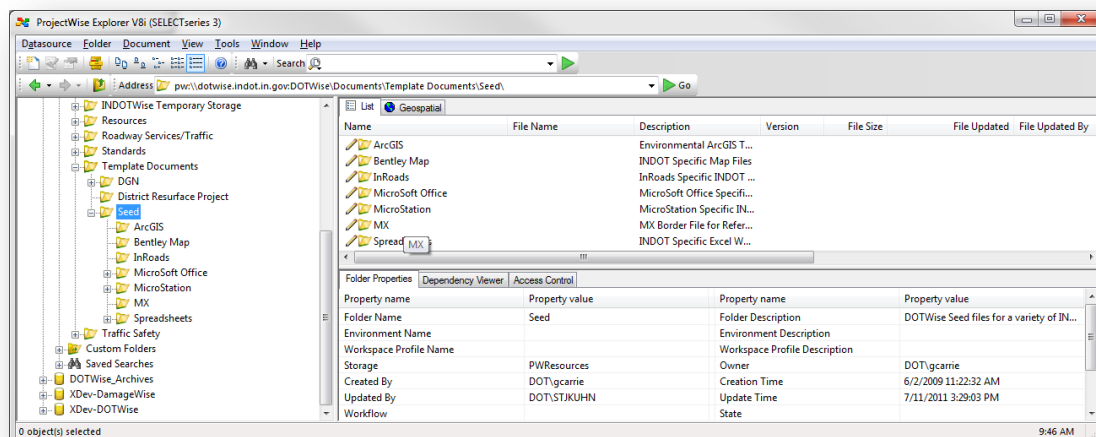 ProjectWise Explorer V8i (SELECTseries 3)
Datasource Folder Document View Tools Window Help
Search
Address pw:\\dotwise.indot.in.gov:DOTWise\Documents\Template Documents\Seed\ Go
INDOTWise Temporary Storage
Resources
Roadway Services/Traffic
Standards
Template Documents
DGN
District Resurface Project
Seed
ArcGIS
Bentley Map
InRoads
MicroSoft Office
MicroStation
MX
Spreadsheets
Traffic Safety
Custom Folders
Saved Searches
DOTWise_Archives
XDev-DamageWise
XDev-DOTWise
List Geospatial
Name File Name Description Version File Size File Updated File Updated By
ArcGIS Environmental ArcGIS T...
Bentley Map INDOT Specific Map Files
InRoads InRoads Specific INDOT ...
MicroSoft Office MicroSoft Office Specifi...
MicroStation MicroStation Specific IN...
MX MX Border File for Refer...
Spread MX s INDOT Specific Excel W...
Folder Properties Dependency Viewer Access Control
Property name Property value Property name Property value
Folder Name Seed Folder Description DOTWise Seed files for a variety of IN...
Environment Name Environment Description
Workspace Profile Name Workspace Profile Description
Storage PWResources Owner DOT\gcarrie
Created By DOT\gcarrie Creation Time 6/2/2009 11:22:32 AM
Updated By DOT\STJKUHN Update Time 7/11/2011 3:29:03 PM
Workflow State
0 object(s) selected 9:46 AM